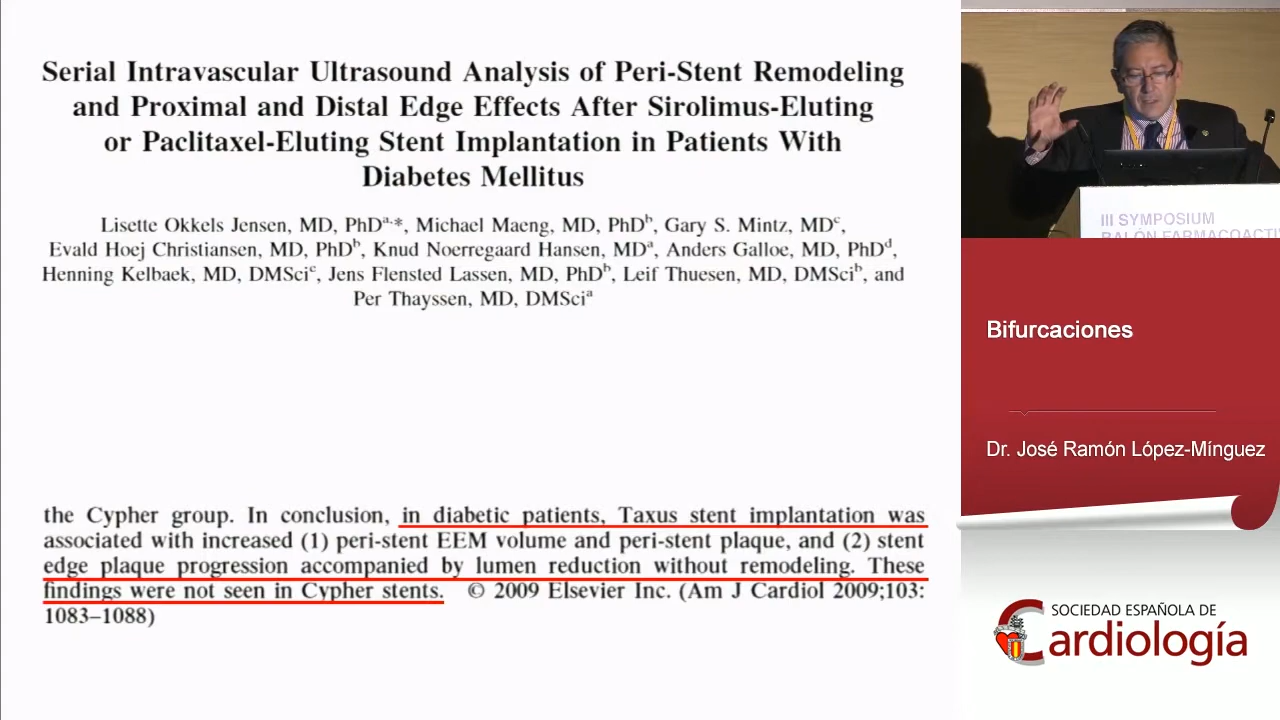 Serial Intravascular Ultrasound Analysis of Peri-Stent Remodeling
and Proximal and Distal Edge Effects After Sirolimus-Eluting
or Paclitaxel-Eluting Stent Implantation in Patients With
Diabetes Mellitus
Lisette Okkels Jensen, MD, PhDa,*, Michael Maeng, MD, PhDb, Gary S. Mintz, MDc,
Evald Hoej Christiansen, MD, PhDb, Knud Noerregaard Hansen, MDa, Anders Galloe, MD, PhDd,
Henning Kelbaek, MD, DMScie, Jens Flensted Lassen, MD, PhDb, Leif Thuesen, MD, DMScib, and
Per Thayssen, MD, DMScia
the Cypher group. In conclusion, in diabetic patients, Taxus stent implantation was
associated with increased (1) peri-stent EEM volume and peri-stent plaque, and (2) stent
edge plaque progression accompanied by lumen reduction without remodeling. These
findings were not seen in Cypher stents. © 2009 Elsevier Inc. (Am J Cardiol 2009;103:
1083–1088)
III SYMPOSIUM
BALÓN FARMACOACTI
Bifurcaciones
Dr. José Ramón López-Mínguez
SOCIEDAD ESPAÑOLA DE
Cardiología